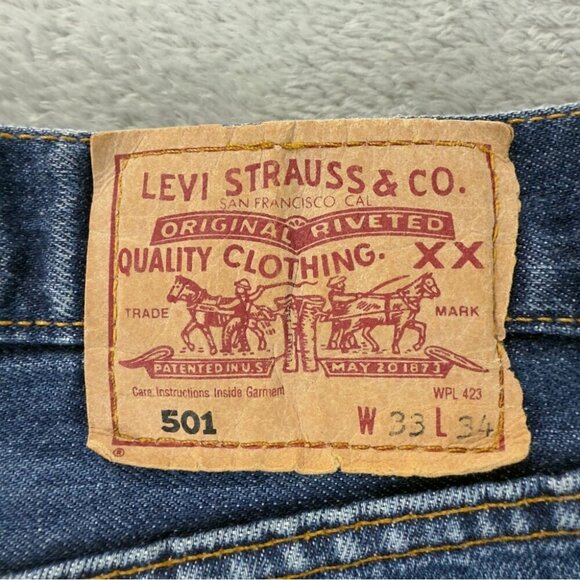 LEVI STRAUSS & CO.
SAN FRANCISCO CAL
ORIGINAL RIVETED
QUALITY CLOTHING. XX
TRADE MARK
PATENTED IN U.S. MAY 20 1873
Care Instructions Inside Garment WPL 423
501 W 33 L 34
®